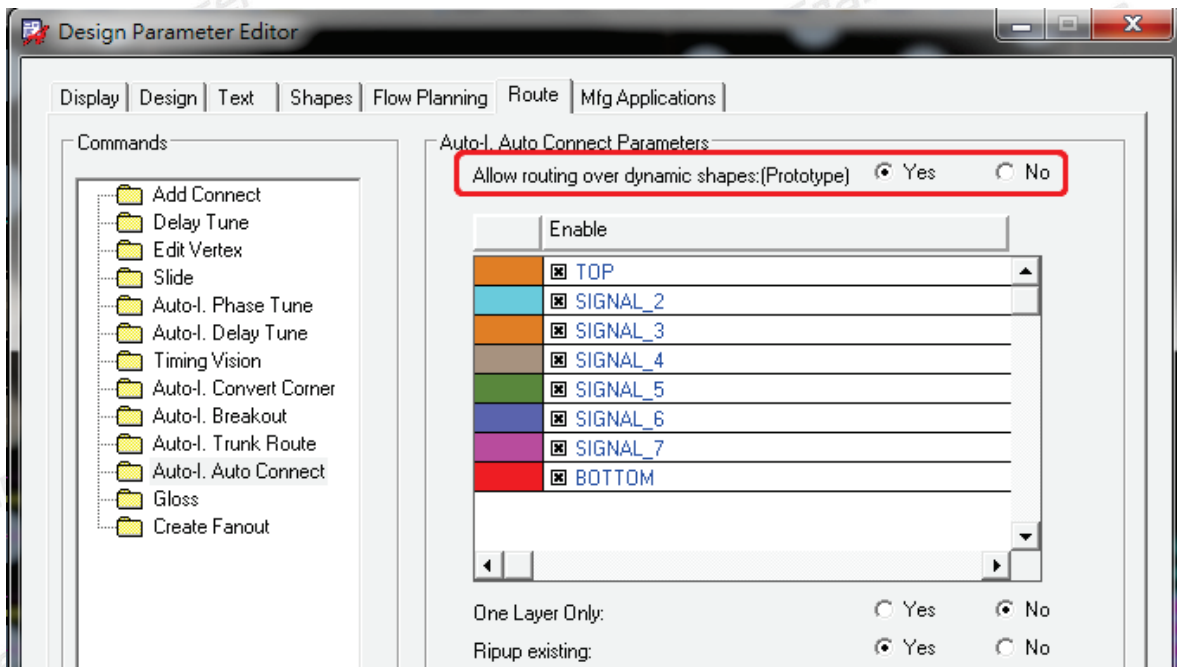 Design Parameter Editor
Display Design Text Shapes Flow Planning Route Mfg Applications
Commands
Add Connect
Delay Tune
Edit Vertex
Slide
Auto-I. Phase Tune
Auto-I. Delay Tune
Timing Vision
Auto-I. Convert Corner
Auto-I. Breakout
Auto-I. Trunk Route
Auto-I. Auto Connect
Gloss
Create Fanout
Auto-I. Auto Connect Parameters
Allow routing over dynamic shapes:(Prototype) Yes No
Enable
TOP
SIGNAL_2
SIGNAL_3
SIGNAL_4
SIGNAL_5
SIGNAL_6
SIGNAL_7
BOTTOM
One Layer Only: Yes No
Ripup existing: Yes No